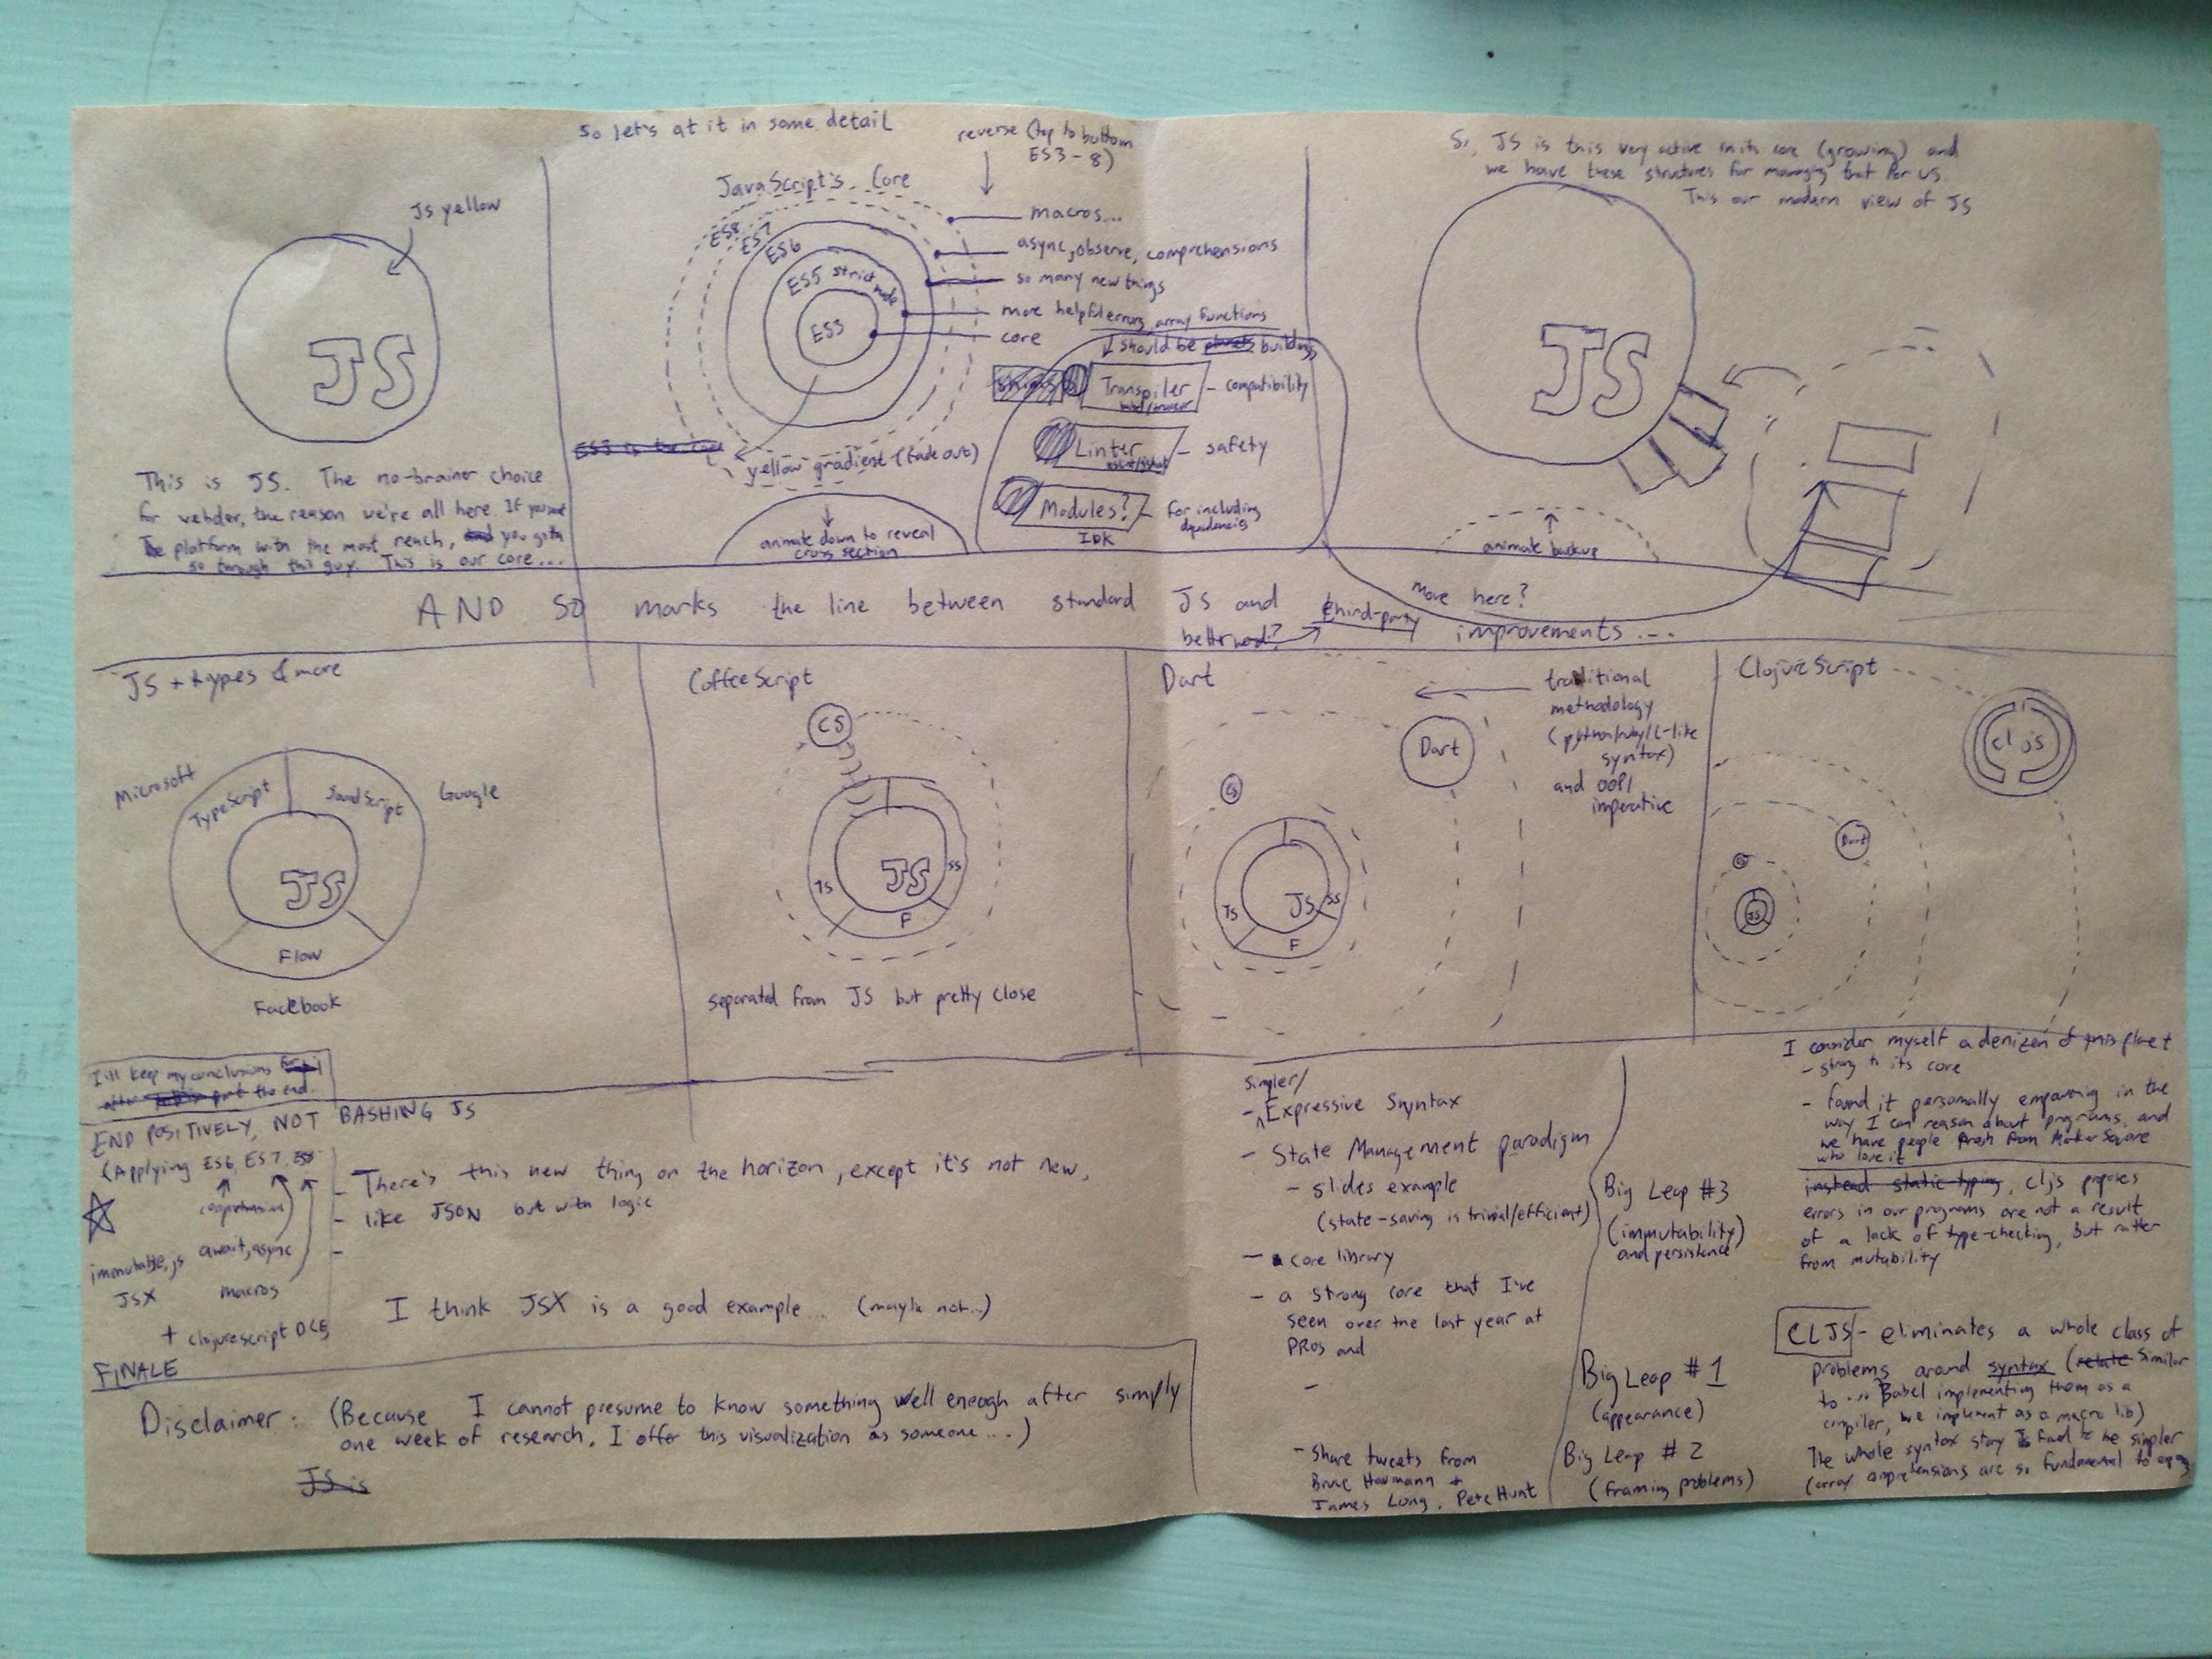 Js yellow
JS
This is JS. The no-brainer choice
for the reason we're all here. If you want
The platform with the most reach, you gotta
go through this guy. This is our core...
So let's at it in some detail
reverse (top to bottom
ES3-8)
JavaScript's Core
ES8
ES7
ES6
ES5 strict mode
ES3
macros...
async, observe, comprehensions
so many new things
more helpful errors, array functions
core
ES3 is the core
yellow gradient (fade out)
animate down to reveal
cross section
should be planets buildings
shims
Transpiler - compatibility
Linter - safety
Modules? - for including
dependencies
IDK
So, JS is this very active in its core (growing) and
we have these structures for managing that for us.
This our modern view of JS
JS
animate backup
move here?
AND SO marks the line between standard JS and third-party improvements...
better word?
JS + types & more
Microsoft
TypeScript
SoundScript
Google
JS
Flow
Facebook
CoffeeScript
CS
JS
TS
SS
F
separated from JS but pretty close
Dart
traditional
methodology
(python/ruby/C-like
syntax)
and OOP/
imperative
Dart
CS
JS
TS
SS
F
ClojureScript
cljs
Dart
CS
JS
I'll keep my conclusions for
the end.
END POSITIVELY, NOT BASHING JS
(Applying ES6, ES7, ES8
comprehension
immutable.js await, async
JSX macros
+ clojurescript DCE
- There's this new thing on the horizon, except it's not new,
- like JSON but with logic
-
I think JSX is a good example... (maybe not...)
FINALE
Disclaimer: (Because I cannot presume to know something well enough after simply
one week of research, I offer this visualization as someone...)
JS is
simpler/
- Expressive Syntax
- State Management paradigm
- slides example
(state-saving is trivial/efficient)
- core library
- a strong core that I've
seen over the last year at
PROS and
-
- Share tweets from
Bruce Haumann +
James Long, Pete Hunt
Big Leap #3
(immutability)
and persistence
Big Leap #1
(appearance)
Big Leap #2
(framing problems)
I consider myself a denizen of this planet
- strong to its core
- found it personally empowering in the
way I can reason about programs, and
we have people fresh from MakerSquare
who love it
instead static typing, cljs proposes
errors in our programs are not a result
of a lack of type-checking, but rather
from mutability
CLJS - eliminates a whole class of
problems around syntax (relate similar
to ... Babel implementing them as a
compiler, we implement as a macro lib)
The whole syntax story to be simpler
(array comprehensions are so fundamental to